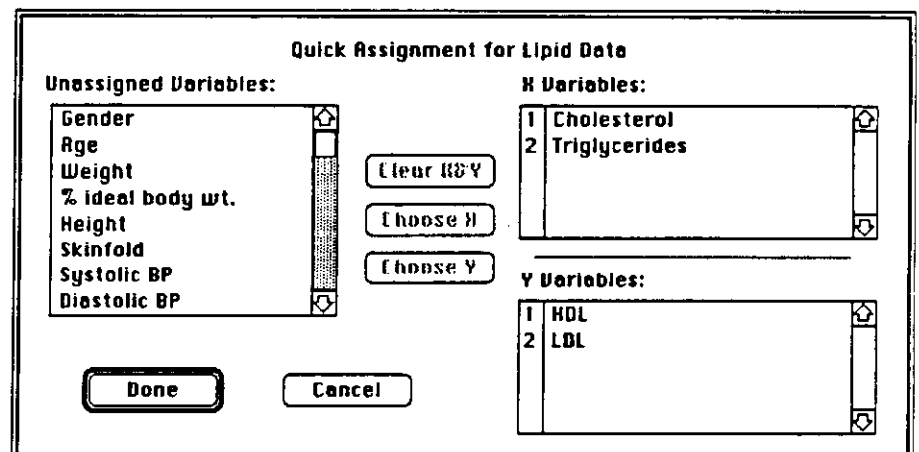 Quick Assignment for Lipid Data
Unassigned Variables:
Gender
Age
Weight
% ideal body wt.
Height
Skinfold
Systolic BP
Diastolic BP
Clear X&Y
Choose X
Choose Y
Done
Cancel
X Variables:
1 Cholesterol
2 Triglycerides
Y Variables:
1 HDL
2 LDL